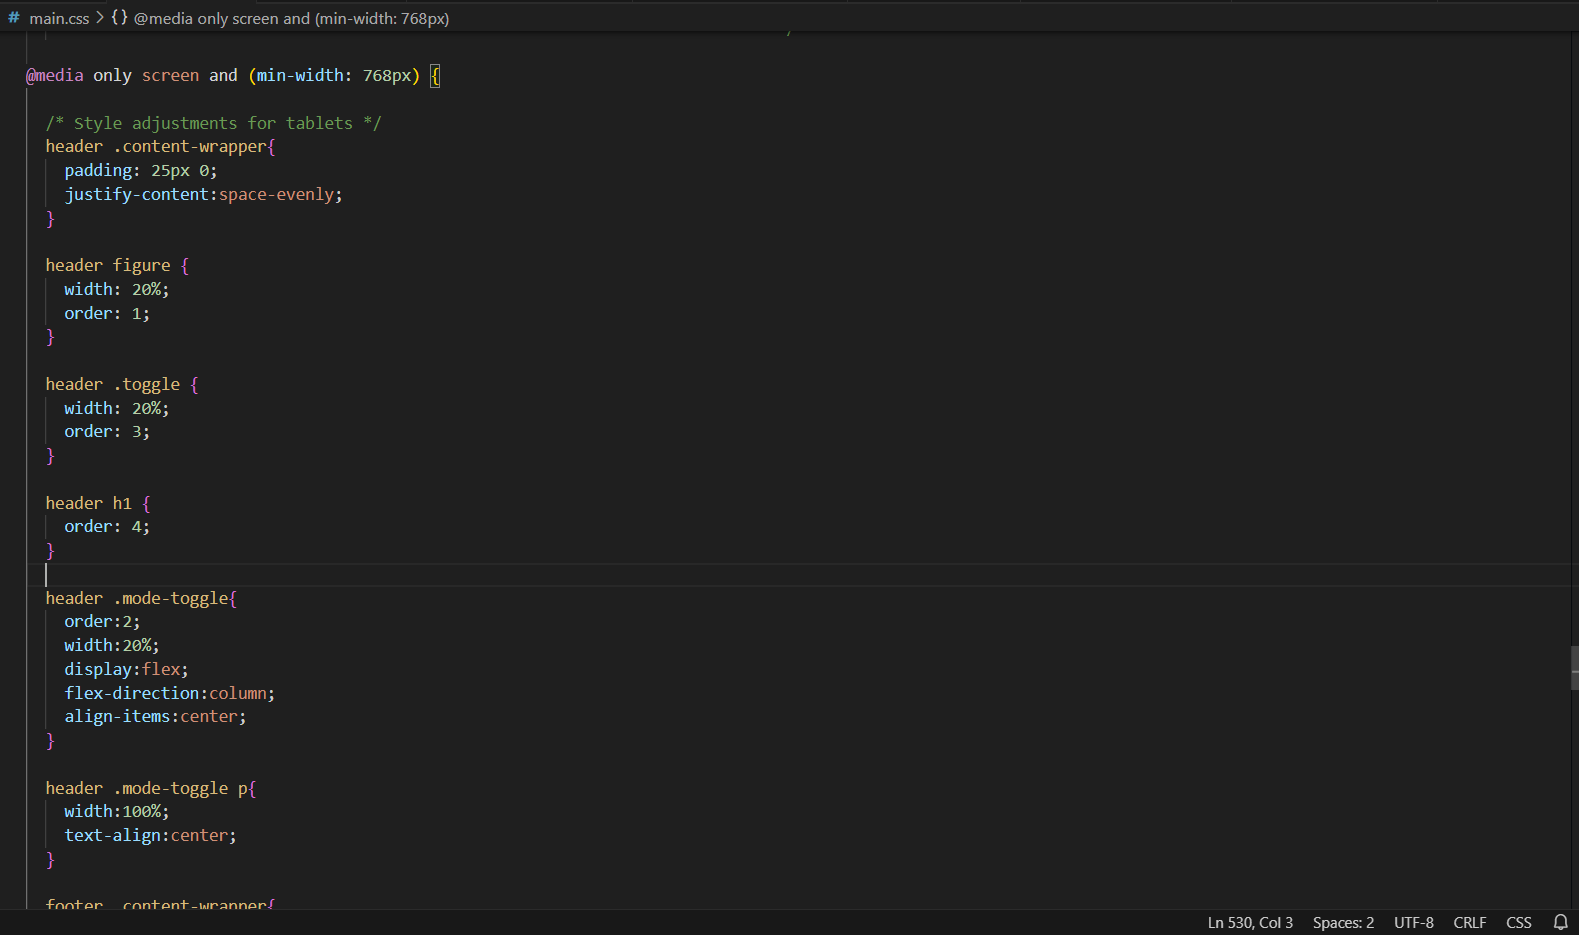 # main.css > {} @media only screen and (min-width: 768px)
@media only screen and (min-width: 768px) {
/* Style adjustments for tablets */
header .content-wrapper{
padding: 25px 0;
justify-content:space-evenly;
}
header figure {
width: 20%;
order: 1;
}
header .toggle {
width: 20%;
order: 3;
}
header h1 {
order: 4;
}
header .mode-toggle{
order:2;
width:20%;
display:flex;
flex-direction:column;
align-items:center;
}
header .mode-toggle p{
width:100%;
text-align:center;
}
footer .content-wrapper{
Ln 530, Col 3 Spaces: 2 UTF-8 CRLF CSS